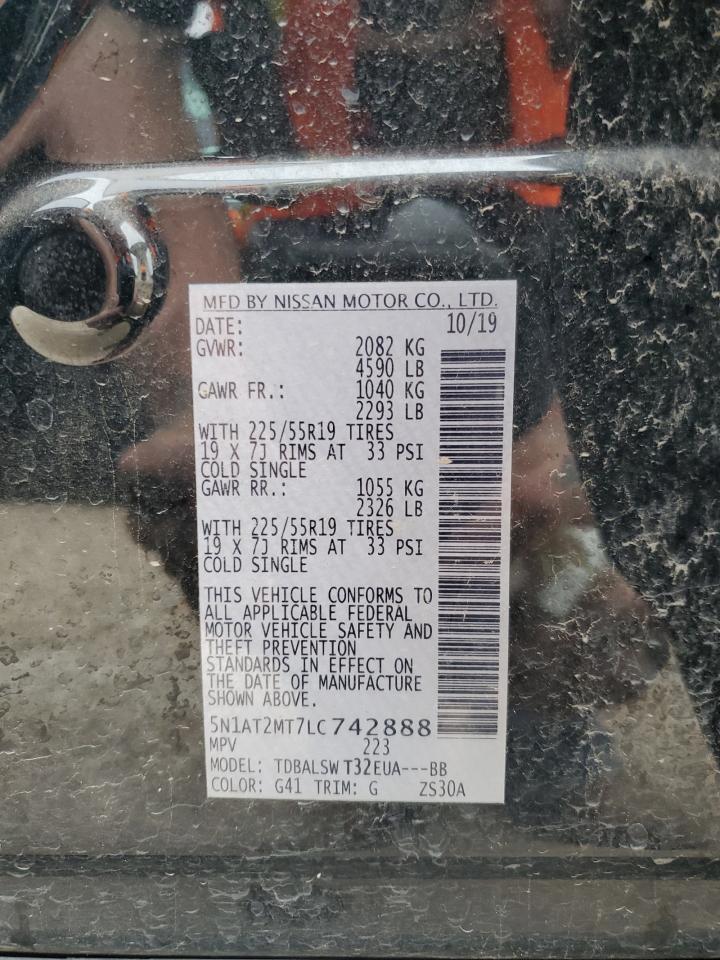 MFD BY NISSAN MOTOR CO., LTD.
DATE: 10/19
GVWR: 2082 KG
4590 LB
GAWR FR.: 1040 KG
2293 LB
WITH 225/55R19 TIRES
19 X 7J RIMS AT 33 PSI
COLD SINGLE
GAWR RR.: 1055 KG
2326 LB
WITH 225/55R19 TIRES
19 X 7J RIMS AT 33 PSI
COLD SINGLE
THIS VEHICLE CONFORMS TO
ALL APPLICABLE FEDERAL
MOTOR VEHICLE SAFETY AND
THEFT PREVENTION
STANDARDS IN EFFECT ON
THE DATE OF MANUFACTURE
SHOWN ABOVE.
5N1AT2MT7LC742888
MPV 223
MODEL: TDBALSW T32EUA---BB
COLOR: G41 TRIM: G ZS30A